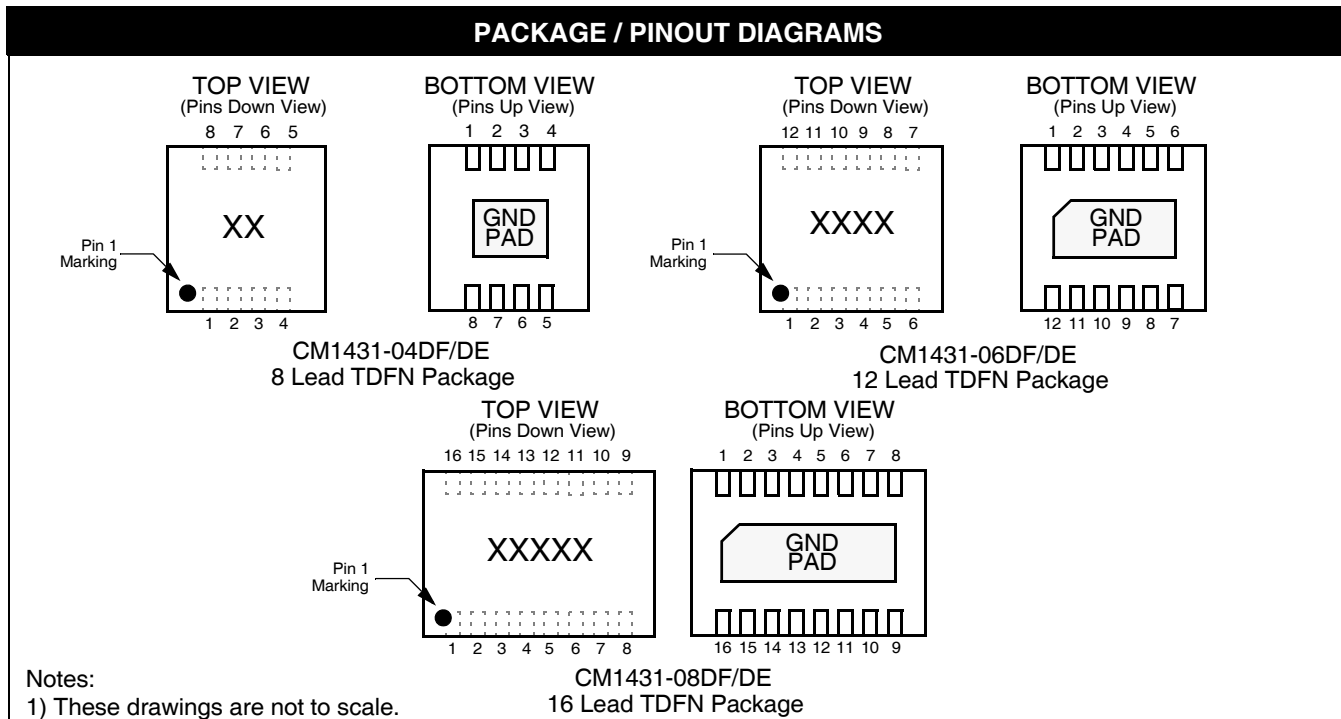 PACKAGE / PINOUT DIAGRAMS
TOP VIEW
(Pins Down View)
8 7 6 5
XX
Pin 1
Marking
1 2 3 4
BOTTOM VIEW
(Pins Up View)
1 2 3 4
GND
PAD
8 7 6 5
CM1431-04DF/DE
8 Lead TDFN Package
TOP VIEW
(Pins Down View)
12 11 10 9 8 7
XXXX
Pin 1
Marking
1 2 3 4 5 6
BOTTOM VIEW
(Pins Up View)
1 2 3 4 5 6
GND
PAD
12 11 10 9 8 7
CM1431-06DF/DE
12 Lead TDFN Package
TOP VIEW
(Pins Down View)
16 15 14 13 12 11 10 9
XXXXX
Pin 1
Marking
1 2 3 4 5 6 7 8
BOTTOM VIEW
(Pins Up View)
1 2 3 4 5 6 7 8
GND
PAD
16 15 14 13 12 11 10 9
CM1431-08DF/DE
16 Lead TDFN Package
Notes:
1) These drawings are not to scale.